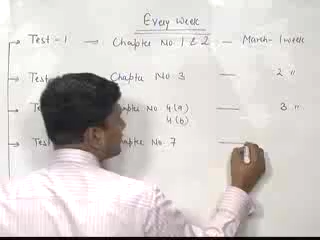 Every week
Test - 1 → Chapter No 1 & 2 — March - 1 week
Test - Chapter No 3 — 2 "
Test Chapter No. 4(a) — 3 "
4(b)
Test Chapter No. 7 —